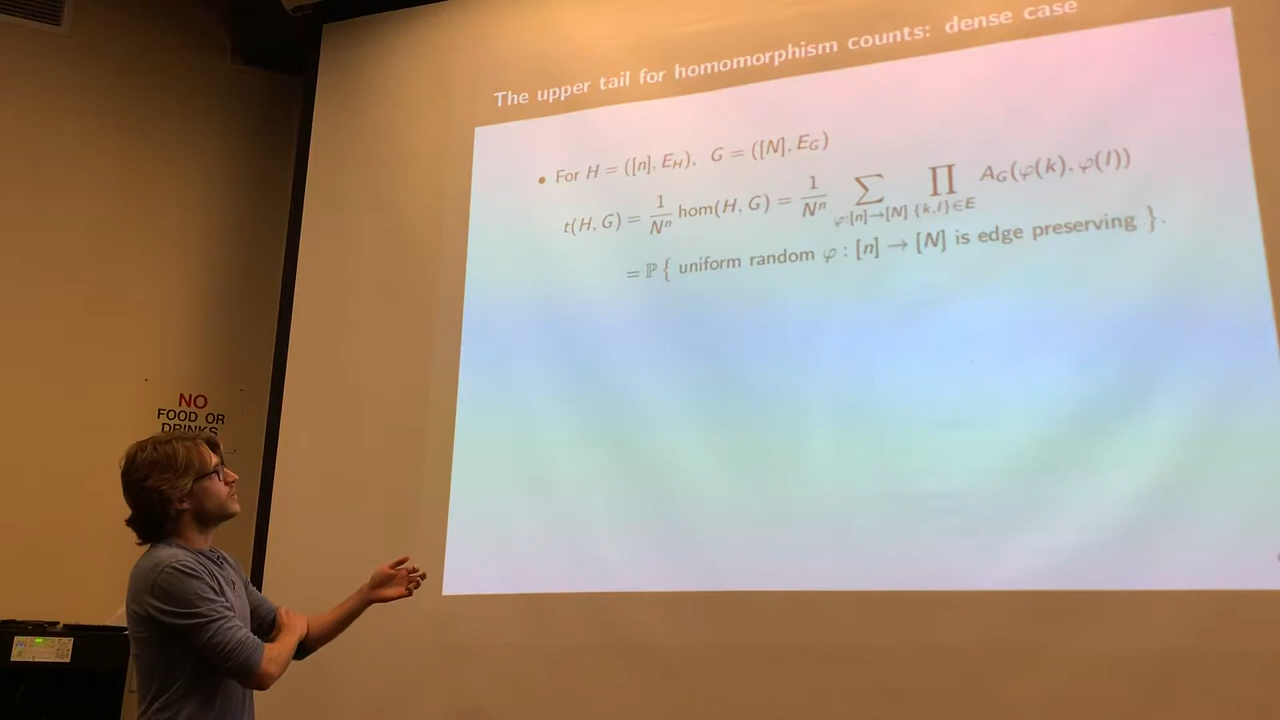 The upper tail for homomorphism counts: dense case
• For H = ([n], E_H), G = ([N], E_G)
t(H, G) = 1/N^n hom(H, G) = 1/N^n ∑_{φ:[n]→[N]} ∏_{{k,l}∈E} A_G(φ(k), φ(l))
= ℙ{ uniform random φ : [n] → [N] is edge preserving }.
NO
FOOD OR
DRINKS